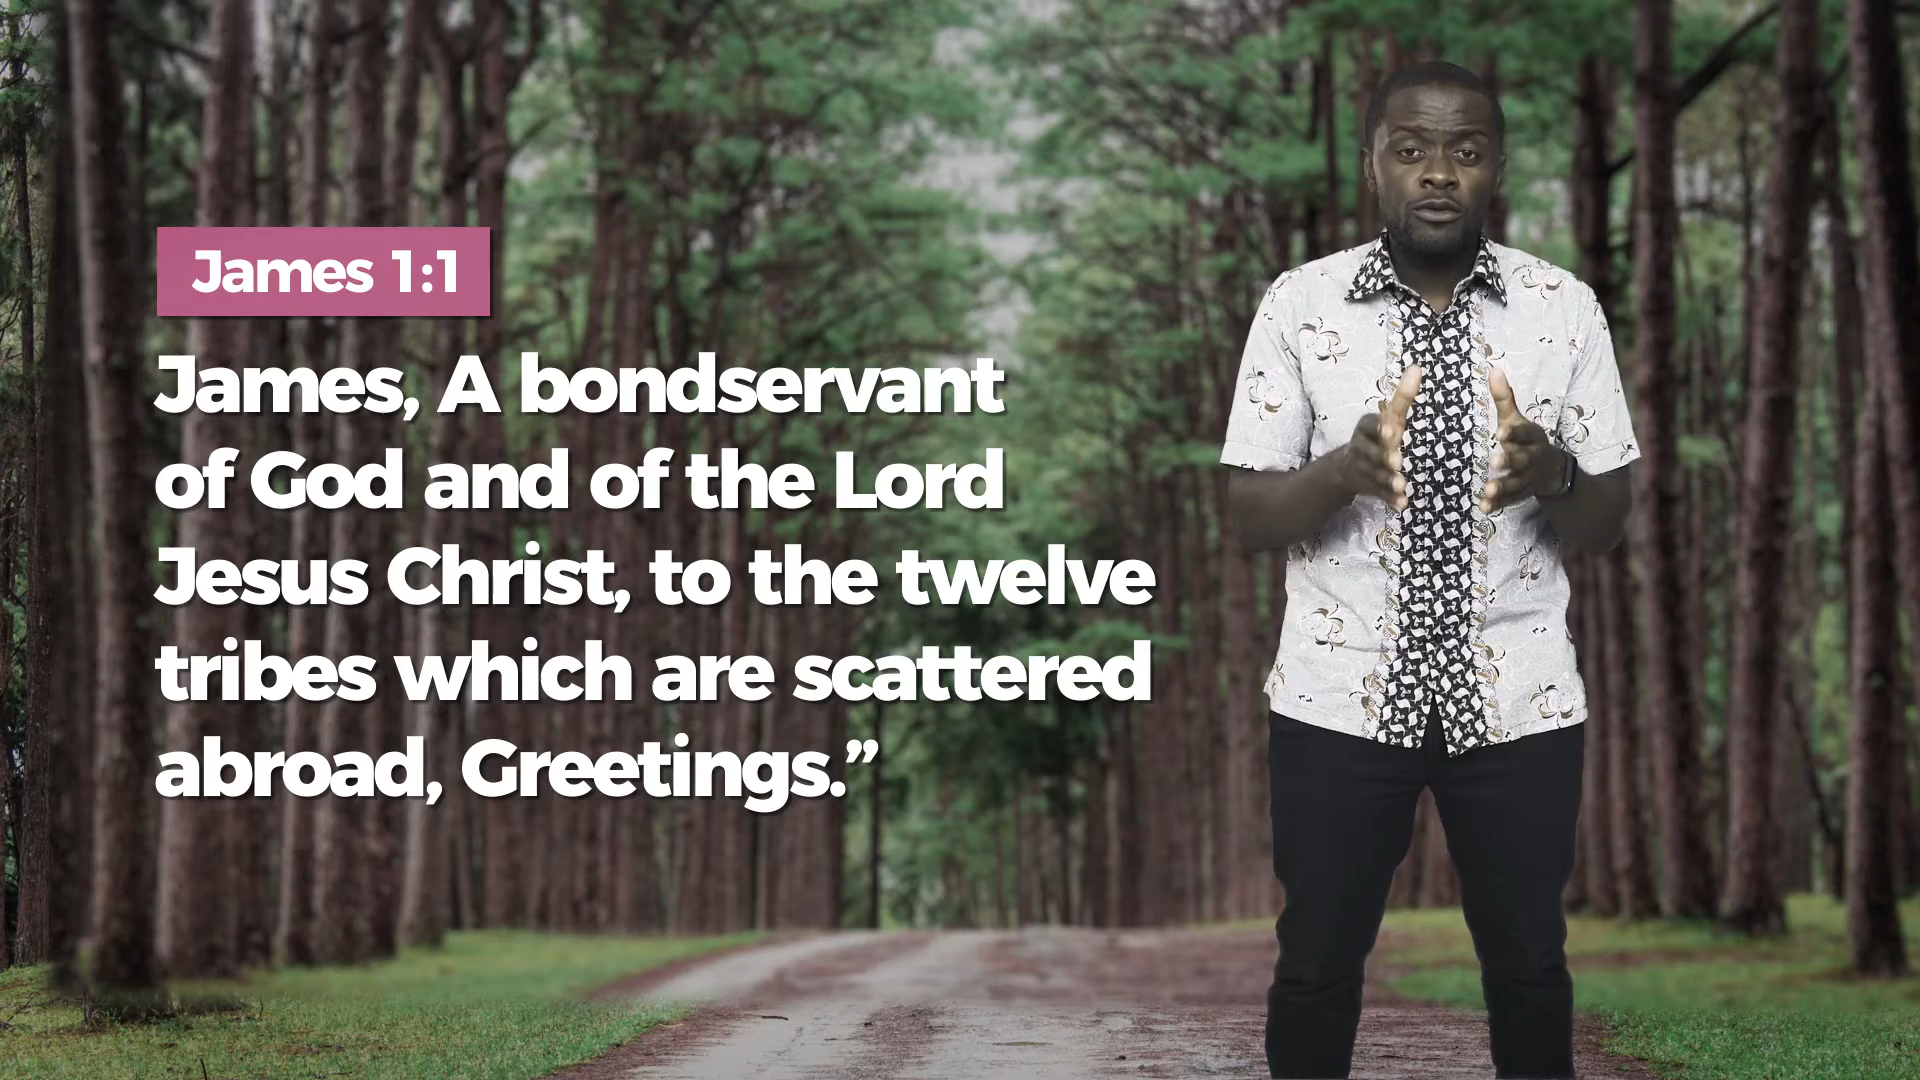 James 1:1
James, A bondservant
of God and of the Lord
Jesus Christ, to the twelve
tribes which are scattered
abroad, Greetings.”